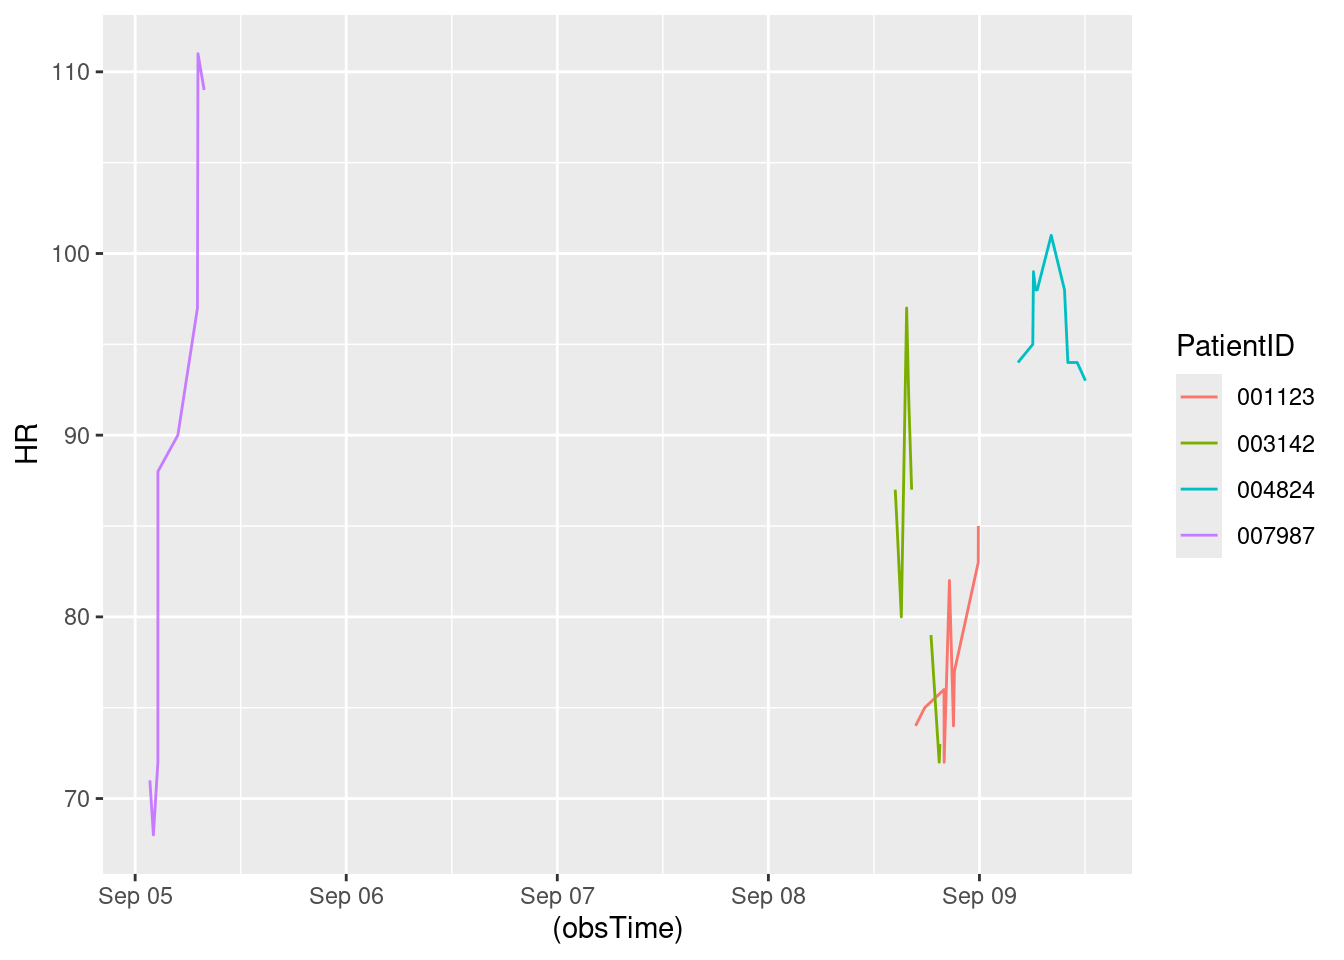 110
100
90
80
70
HR
Sep 05
Sep 06
Sep 07
Sep 08
Sep 09
(obsTime)
PatientID
001123
003142
004824
007987